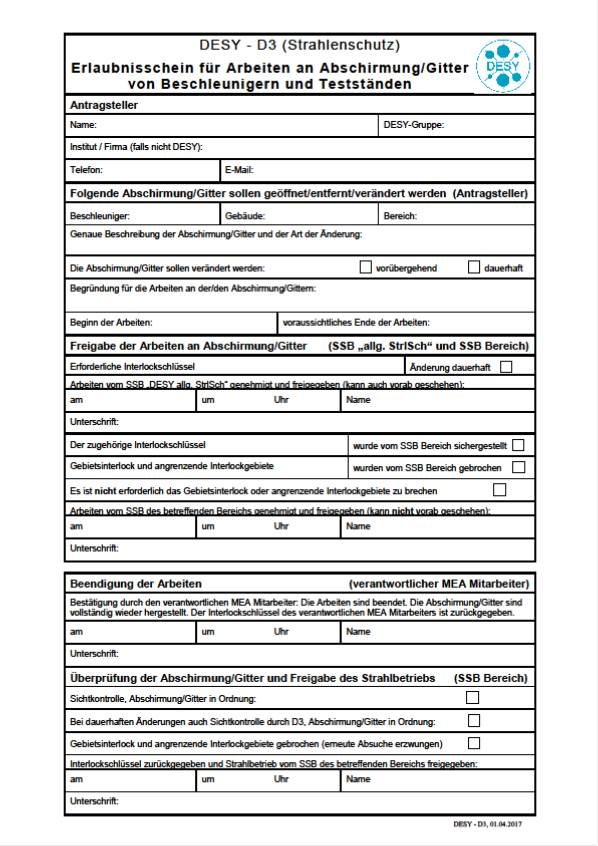 DESY - D3 (Strahlenschutz)
Erlaubnisschein für Arbeiten an Abschirmung/Gitter
von Beschleunigern und Testständen
DESY
Antragsteller
Name: DESY-Gruppe:
Institut / Firma (falls nicht DESY):
Telefon: E-Mail:
Folgende Abschirmung/Gitter sollen geöffnet/entfernt/verändert werden (Antragsteller)
Beschleuniger: Gebäude: Bereich:
Genaue Beschreibung der Abschirmung/Gitter und der Art der Änderung:
Die Abschirmung/Gitter sollen verändert werden: vorübergehend dauerhaft
Begründung für die Arbeiten an der/den Abschirmung/Gittern:
Beginn der Arbeiten: voraussichtliches Ende der Arbeiten:
Freigabe der Arbeiten an Abschirmung/Gitter (SSB „allg. StrlSch“ und SSB Bereich)
Erforderliche Interlockschlüssel Änderung dauerhaft
Arbeiten vom SSB „DESY allg. StrlSch“ genehmigt und freigegeben (kann auch vorab geschehen):
am um Uhr Name
Unterschrift:
Der zugehörige Interlockschlüssel wurde vom SSB Bereich sichergestellt
Gebietsinterlock und angrenzende Interlockgebiete wurden vom SSB Bereich gebrochen
Es ist nicht erforderlich das Gebietsinterlock oder angrenzende Interlockgebiete zu brechen
Arbeiten vom SSB des betreffenden Bereichs genehmigt und freigegeben (kann nicht vorab geschehen):
am um Uhr Name
Unterschrift:
Beendigung der Arbeiten (verantwortlicher MEA Mitarbeiter)
Bestätigung durch den verantwortlichen MEA Mitarbeiter: Die Arbeiten sind beendet. Die Abschirmung/Gitter sind
vollständig wieder hergestellt. Der Interlockschlüssel des verantwortlichen MEA Mitarbeiters ist zurückgegeben.
am um Uhr Name
Unterschrift:
Überprüfung der Abschirmung/Gitter und Freigabe des Strahlbetriebs (SSB Bereich)
Sichtkontrolle, Abschirmung/Gitter in Ordnung:
Bei dauerhaften Änderungen auch Sichtkontrolle durch D3, Abschirmung/Gitter in Ordnung:
Gebietsinterlock und angrenzende Interlockgebiete gebrochen (erneute Absuche erzwungen)
Interlockschlüssel zurückgegeben und Strahlbetrieb vom SSB des betreffenden Bereichs freigegeben:
am um Uhr Name
Unterschrift:
DESY - D3, 01.04.2017